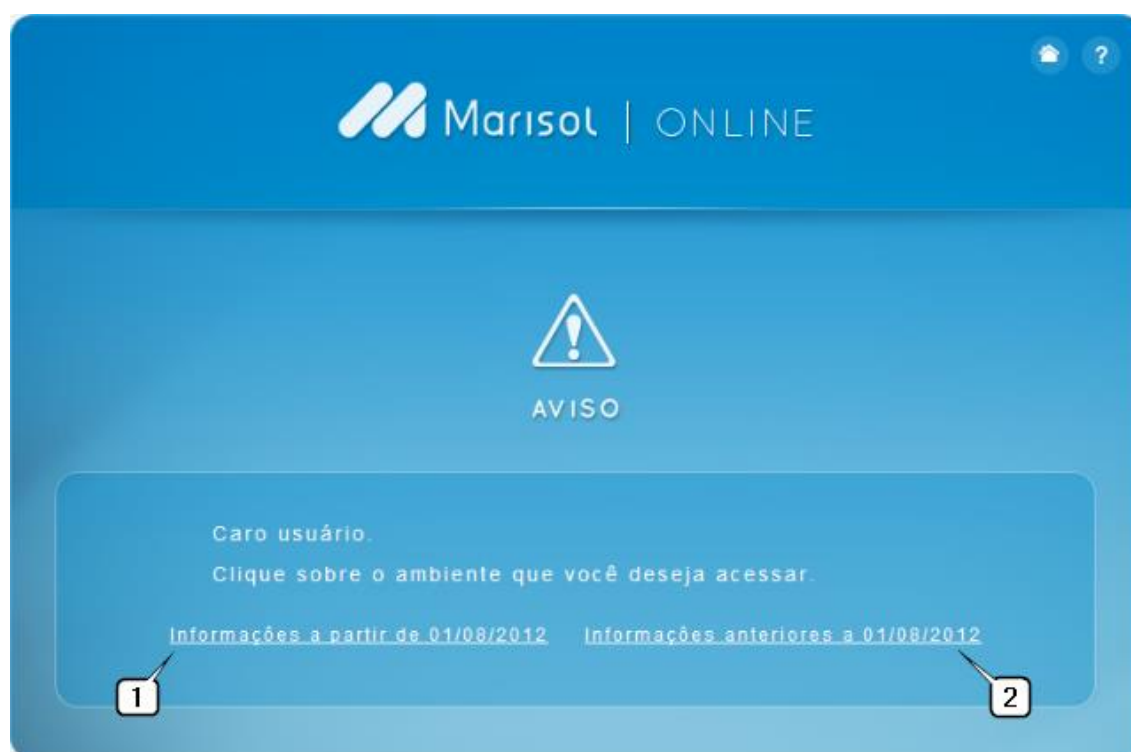 ?
Marisol | ONLINE
AVISO
Caro usuário.
Clique sobre o ambiente que você deseja acessar.
Informações a partir de 01/08/2012 Informações anteriores a 01/08/2012
1 2